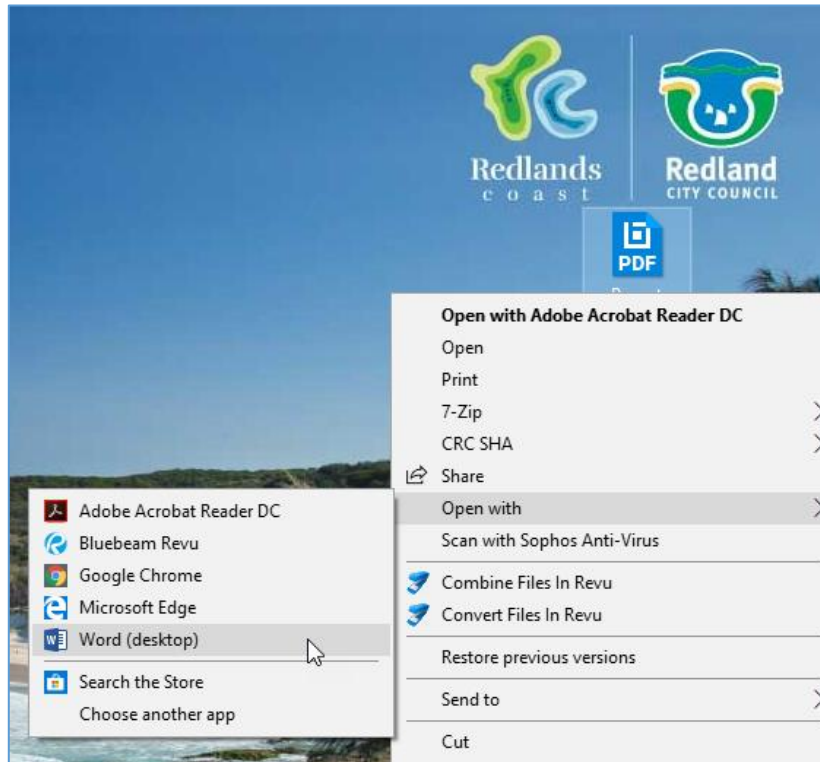 Redlands
coast
Redland
CITY COUNCIL
PDF
Open with Adobe Acrobat Reader DC
Open
Print
7-Zip
CRC SHA
Share
Open with
Scan with Sophos Anti-Virus
Combine Files In Revu
Convert Files In Revu
Restore previous versions
Send to
Cut
Adobe Acrobat Reader DC
Bluebeam Revu
Google Chrome
Microsoft Edge
Word (desktop)
Search the Store
Choose another app